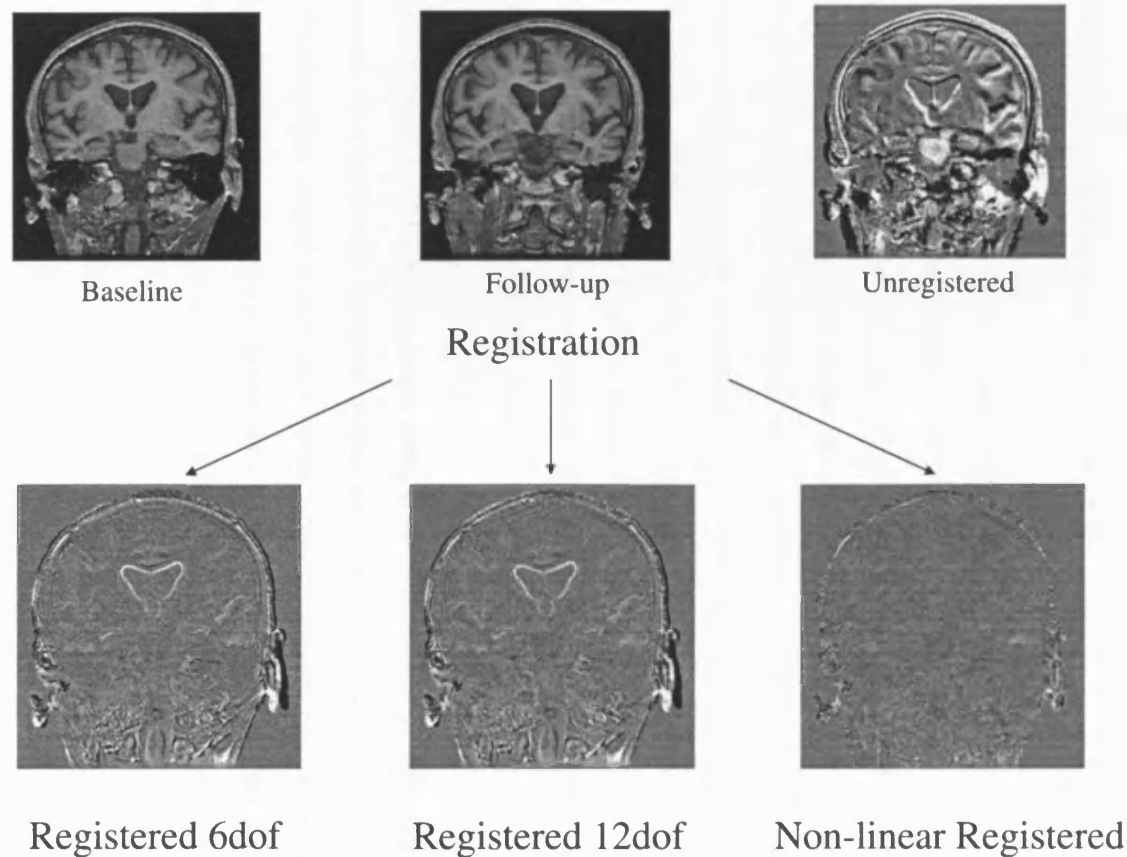 Baseline
Follow-up
Unregistered
Registration
Registered 6dof
Registered 12dof
Non-linear Registered